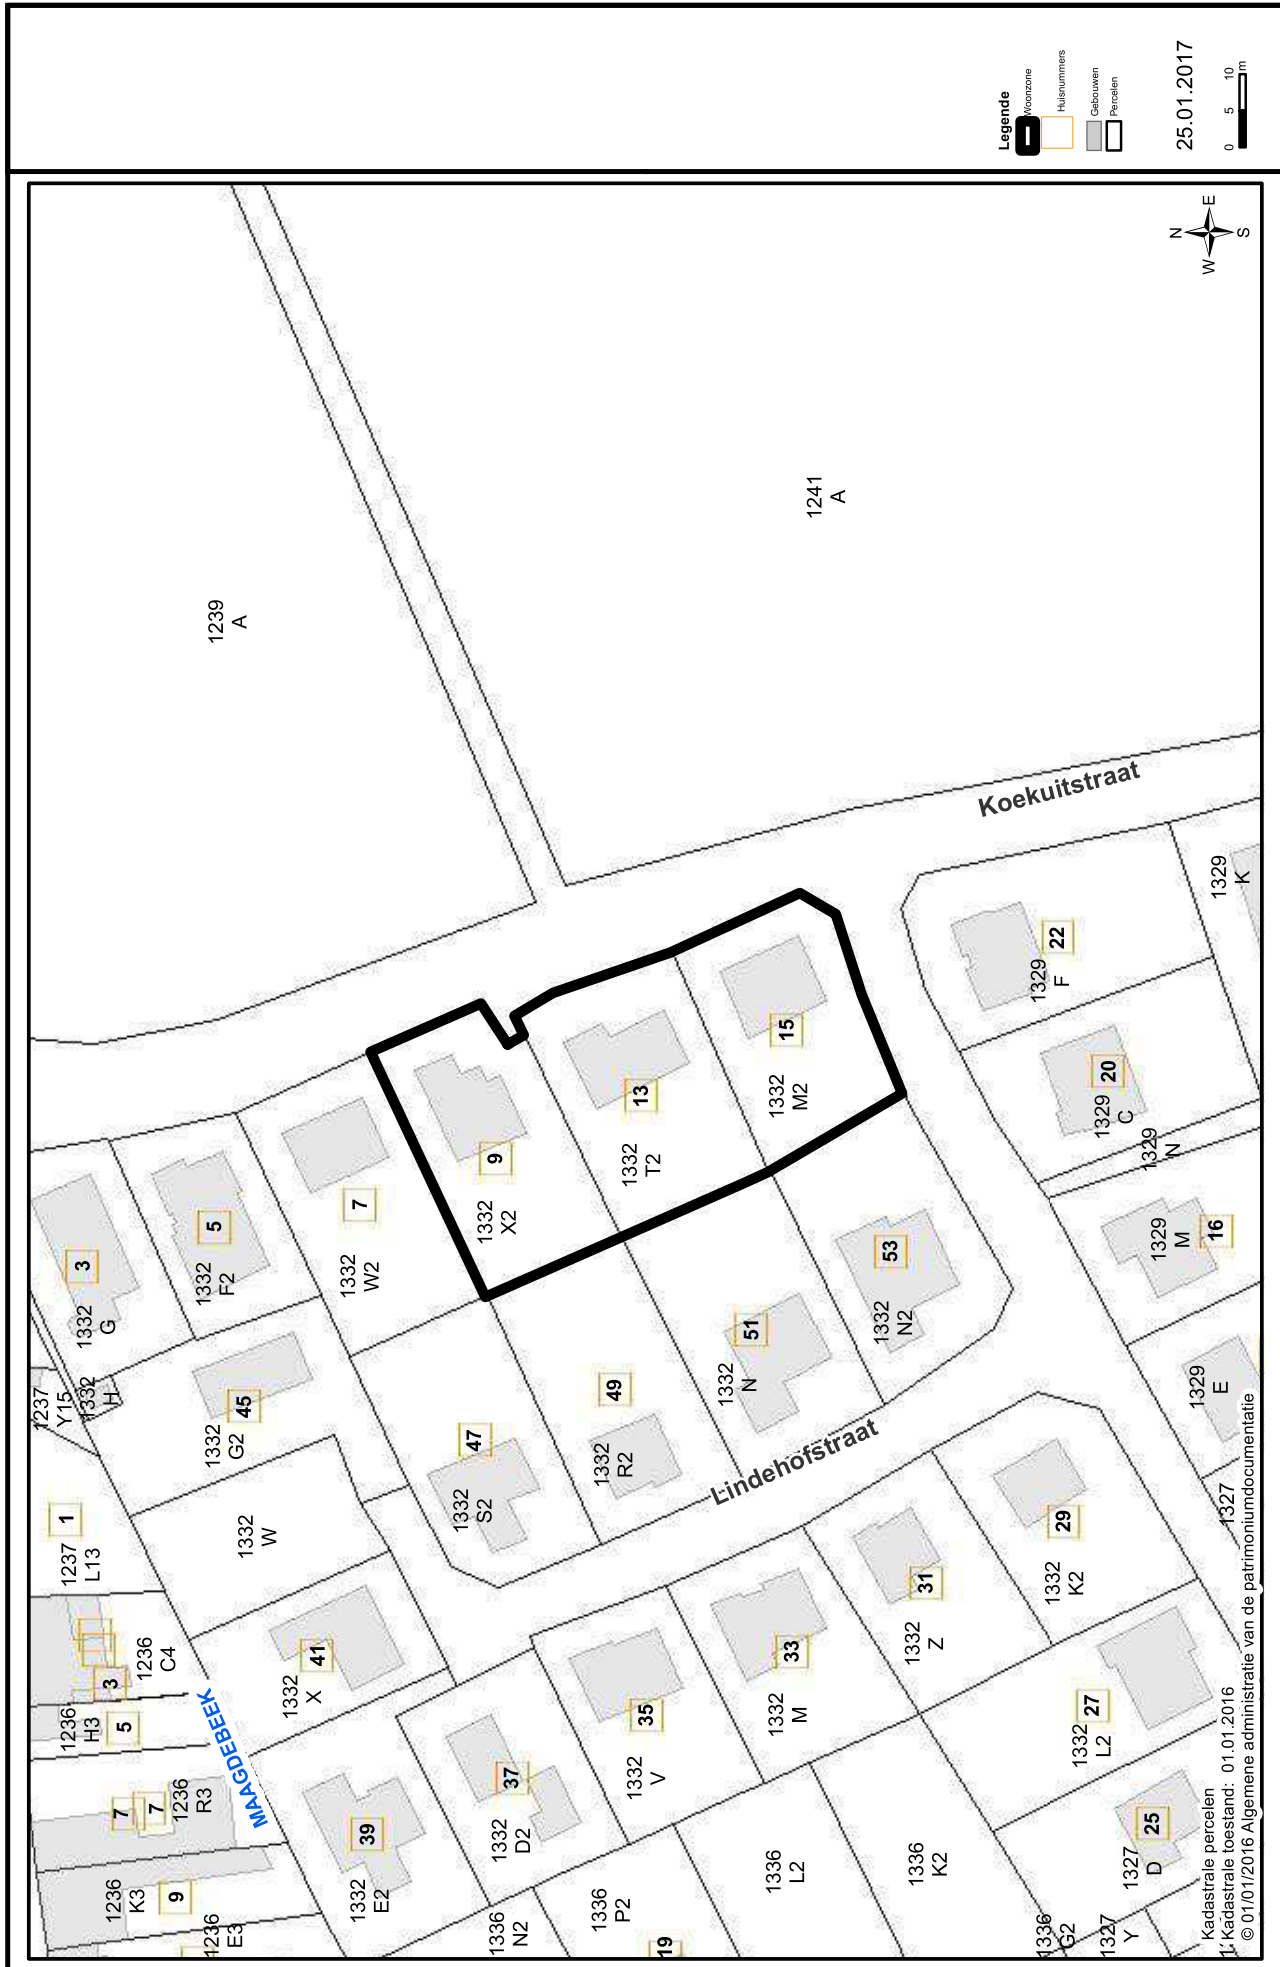 Legende
Woonzone
Huisnummers
Gebouwen
Percelen
25.01.2017
0 5 10
m
N
W
E
S
1239
A
1241
A
Koekuitstraat
Lindehofstraat
MAAGDEBEEK
3
1332
G
5
1332
F2
7
1332
W2
9
1332
X2
13
1332
T2
15
1332
M2
1237
Y15
1332
H
45
1332
G2
47
1332
S2
49
1332
R2
51
1332
N
53
1332
N2
1
1237
L13
1332
W
41
1332
X
3
1236
C4
1236
H3
5
7
7
1236
R3
1236
K3
9
1236
E3
39
1332
E2
37
1332
D2
35
1332
V
33
1332
M
31
1332
Z
29
1332
K2
27
1332
L2
25
1327
D
1336
N2
1336
P2
19
1336
L2
1336
K2
1336
G2
1327
Y
1327
1329
E
1329
M
16
1329
N
20
1329
C
22
1329
F
1329
K
Kadastrale percelen
Kadastrale toestand: 01.01.2016
© 01/01/2016 Algemene administratie van de patrimoniumdocumentatie